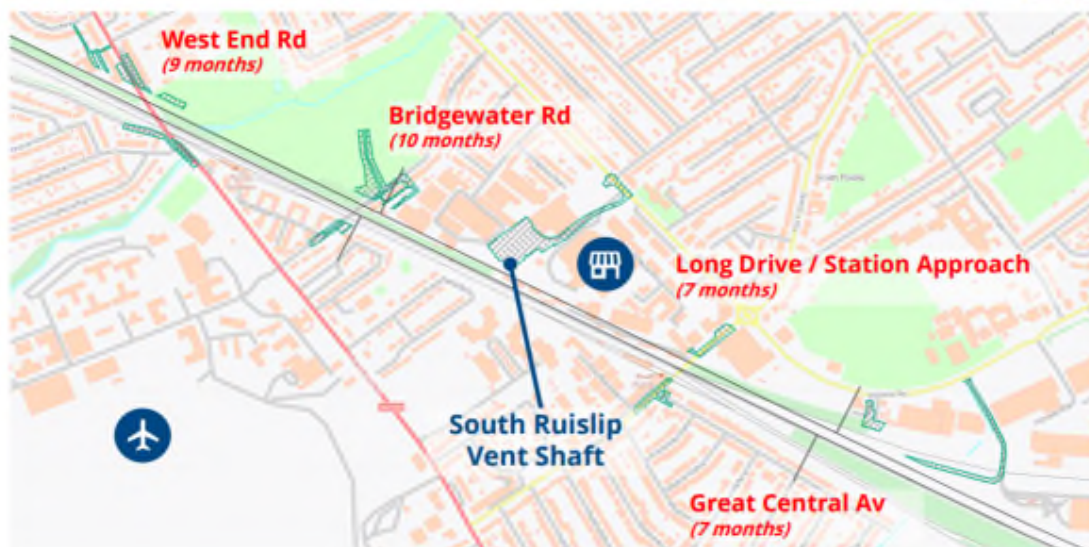 West End Rd
(9 months)
Bridgewater Rd
(10 months)
Long Drive / Station Approach
(7 months)
South Ruislip
Vent Shaft
Great Central Av
(7 months)